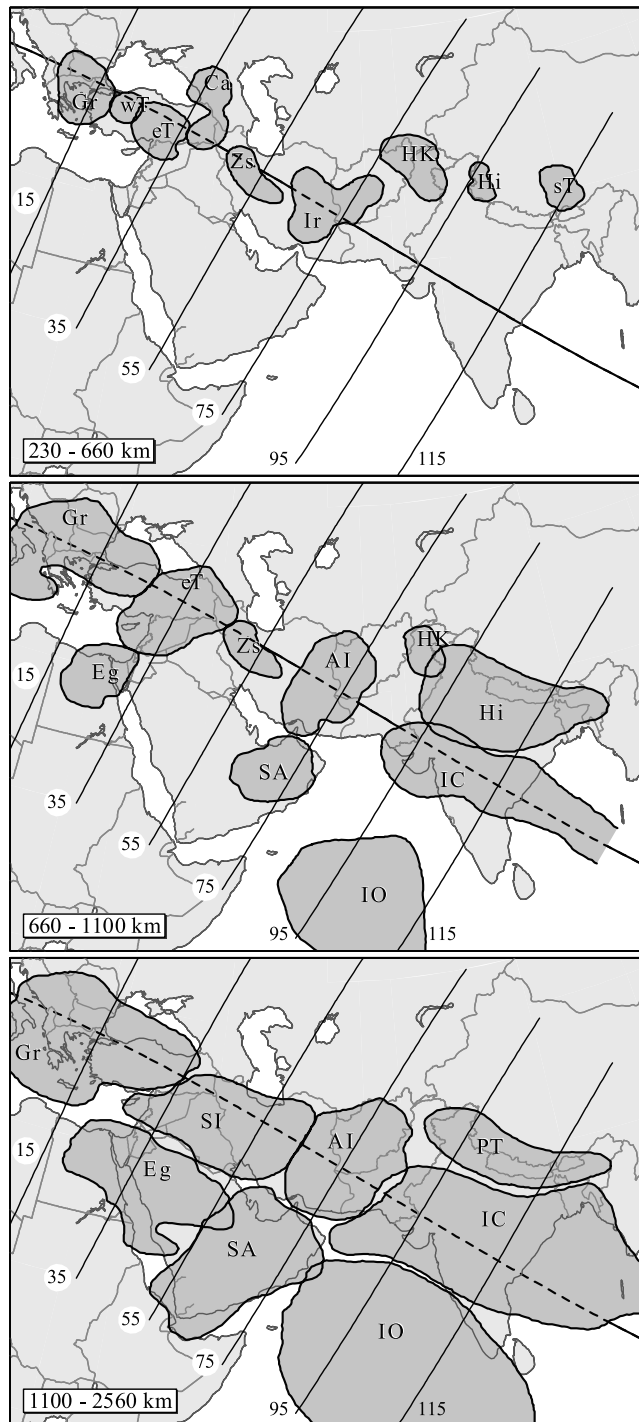 Gr
wT
eT
Ca
Zs
Ir
HK
Hi
sT
15
35
55
75
95
115
230 - 660 km
Gr
eT
Eg
Zs
AI
HK
Hi
SA
IC
IO
15
35
55
75
95
115
660 - 1100 km
Gr
SI
AI
PT
Eg
SA
IC
IO
15
35
55
75
95
115
1100 - 2560 km